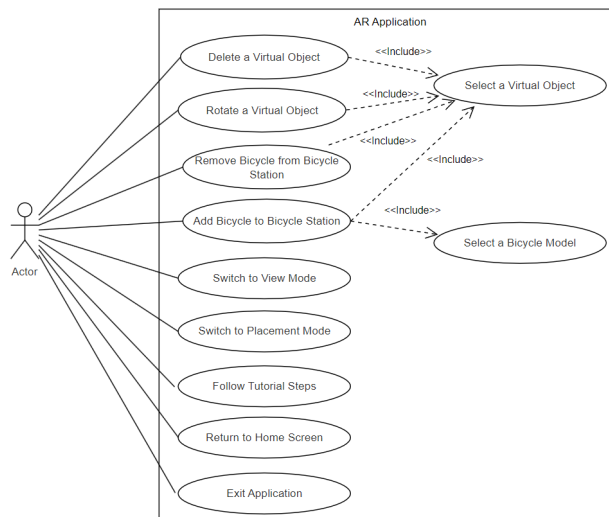 AR Application
Delete a Virtual Object
<<Include>>
Select a Virtual Object
Rotate a Virtual Object
<<Include>>
Remove Bicycle from Bicycle
Station
<<Include>>
<<Include>>
Add Bicycle to Bicycle Station
<<Include>>
Select a Bicycle Model
Actor
Switch to View Mode
Switch to Placement Mode
Follow Tutorial Steps
Return to Home Screen
Exit Application